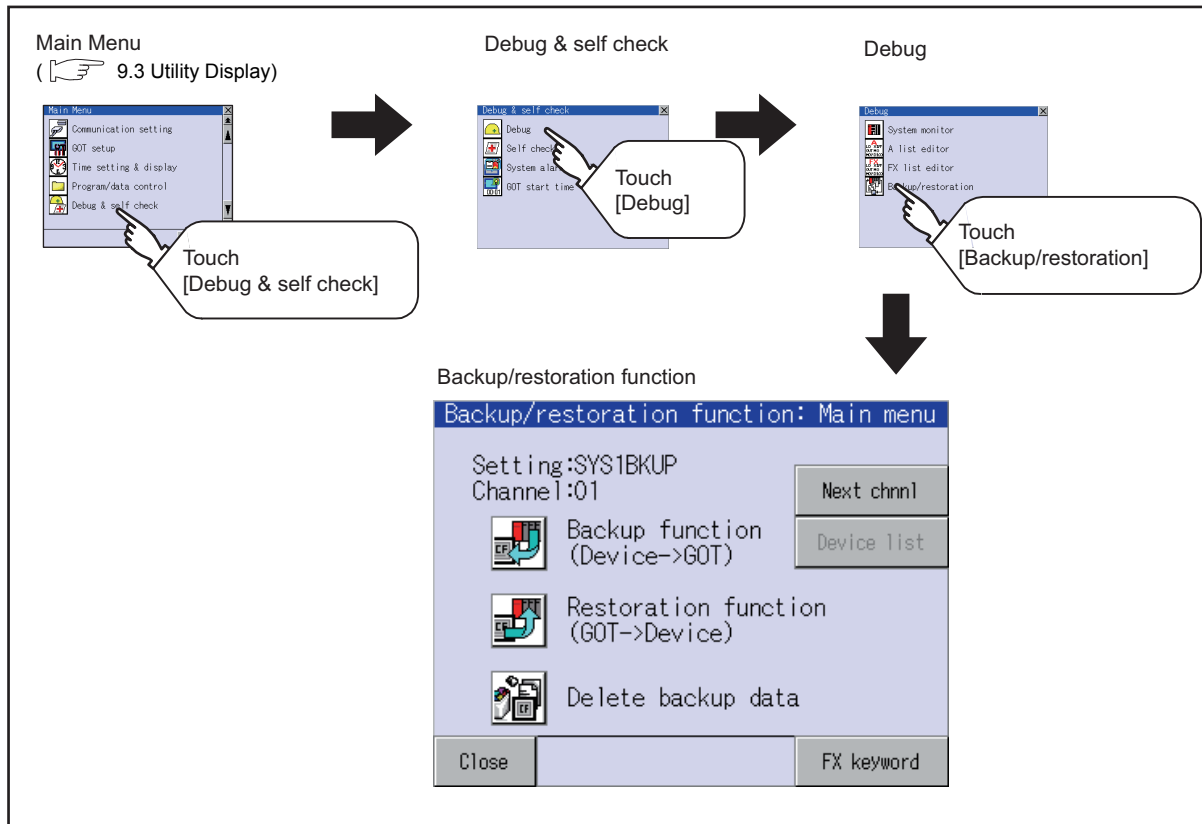 Main Menu
( 9.3 Utility Display)
Main Menu
Communication setting
GOT setup
Time setting & display
Program/data control
Debug & self check
Touch
[Debug & self check]
Debug & self check
Debug & self check
Debug
Self check
System alar
GOT start time
Touch
[Debug]
Debug
Debug
System monitor
A list editor
FX list editor
Backup/restoration
Touch
[Backup/restoration]
Backup/restoration function
Backup/restoration function: Main menu
Setting:SYS1BKUP
Channel:01
Next chnnl
Backup function
(Device->GOT)
Device list
Restoration function
(GOT->Device)
Delete backup data
Close
FX keyword